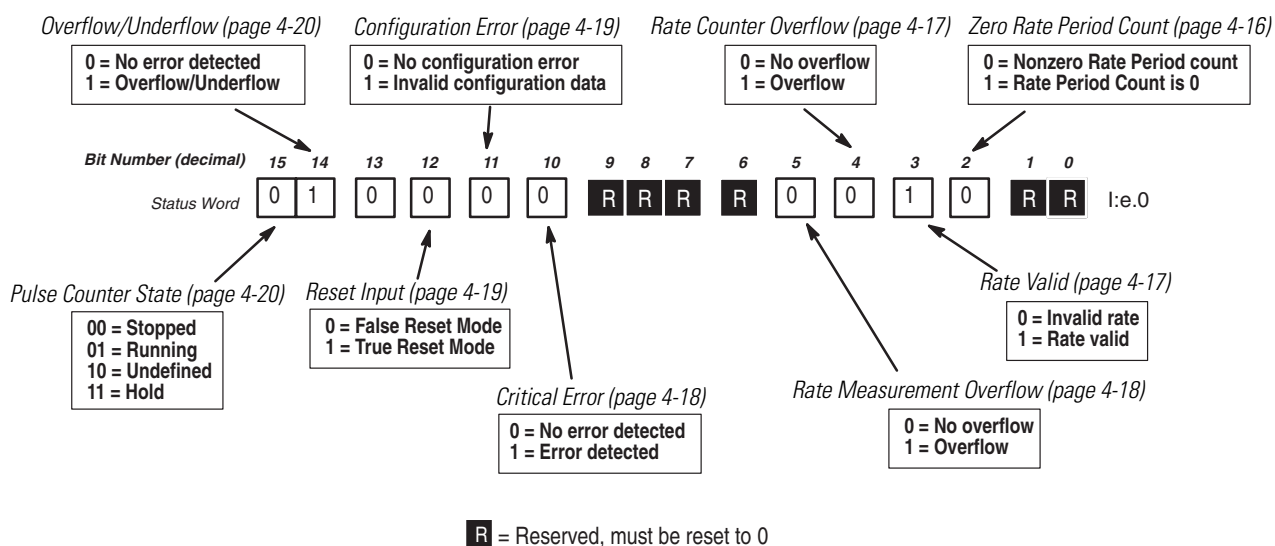 Overflow/Underflow (page 4-20)
0 = No error detected
1 = Overflow/Underflow
Configuration Error (page 4-19)
0 = No configuration error
1 = Invalid configuration data
Rate Counter Overflow (page 4-17)
0 = No overflow
1 = Overflow
Zero Rate Period Count (page 4-16)
0 = Nonzero Rate Period count
1 = Rate Period Count is 0
Bit Number (decimal) 15 14 13 12 11 10 9 8 7 6 5 4 3 2 1 0
Status Word 0 1 0 0 0 0 R R R R 0 0 1 0 R R I:e.0
Pulse Counter State (page 4-20)
00 = Stopped
01 = Running
10 = Undefined
11 = Hold
Reset Input (page 4-19)
0 = False Reset Mode
1 = True Reset Mode
Critical Error (page 4-18)
0 = No error detected
1 = Error detected
Rate Measurement Overflow (page 4-18)
0 = No overflow
1 = Overflow
Rate Valid (page 4-17)
0 = Invalid rate
1 = Rate valid
R = Reserved, must be reset to 0